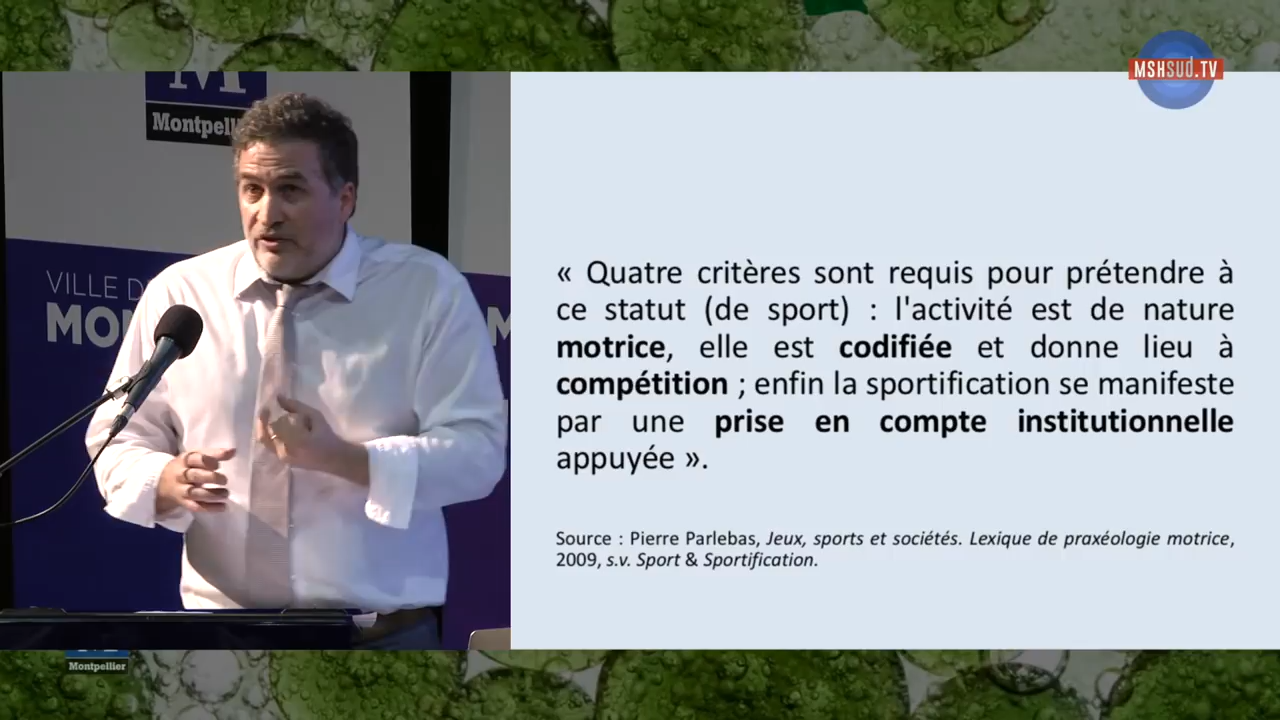 MSHSUD.TV
M
Montpell
VILLE D
MON
M
« Quatre critères sont requis pour prétendre à
ce statut (de sport) : l'activité est de nature
motrice, elle est codifiée et donne lieu à
compétition ; enfin la sportification se manifeste
par une prise en compte institutionnelle
appuyée ».
Source : Pierre Parlebas, Jeux, sports et sociétés. Lexique de praxéologie motrice,
2009, s.v. Sport & Sportification.
Montpellier